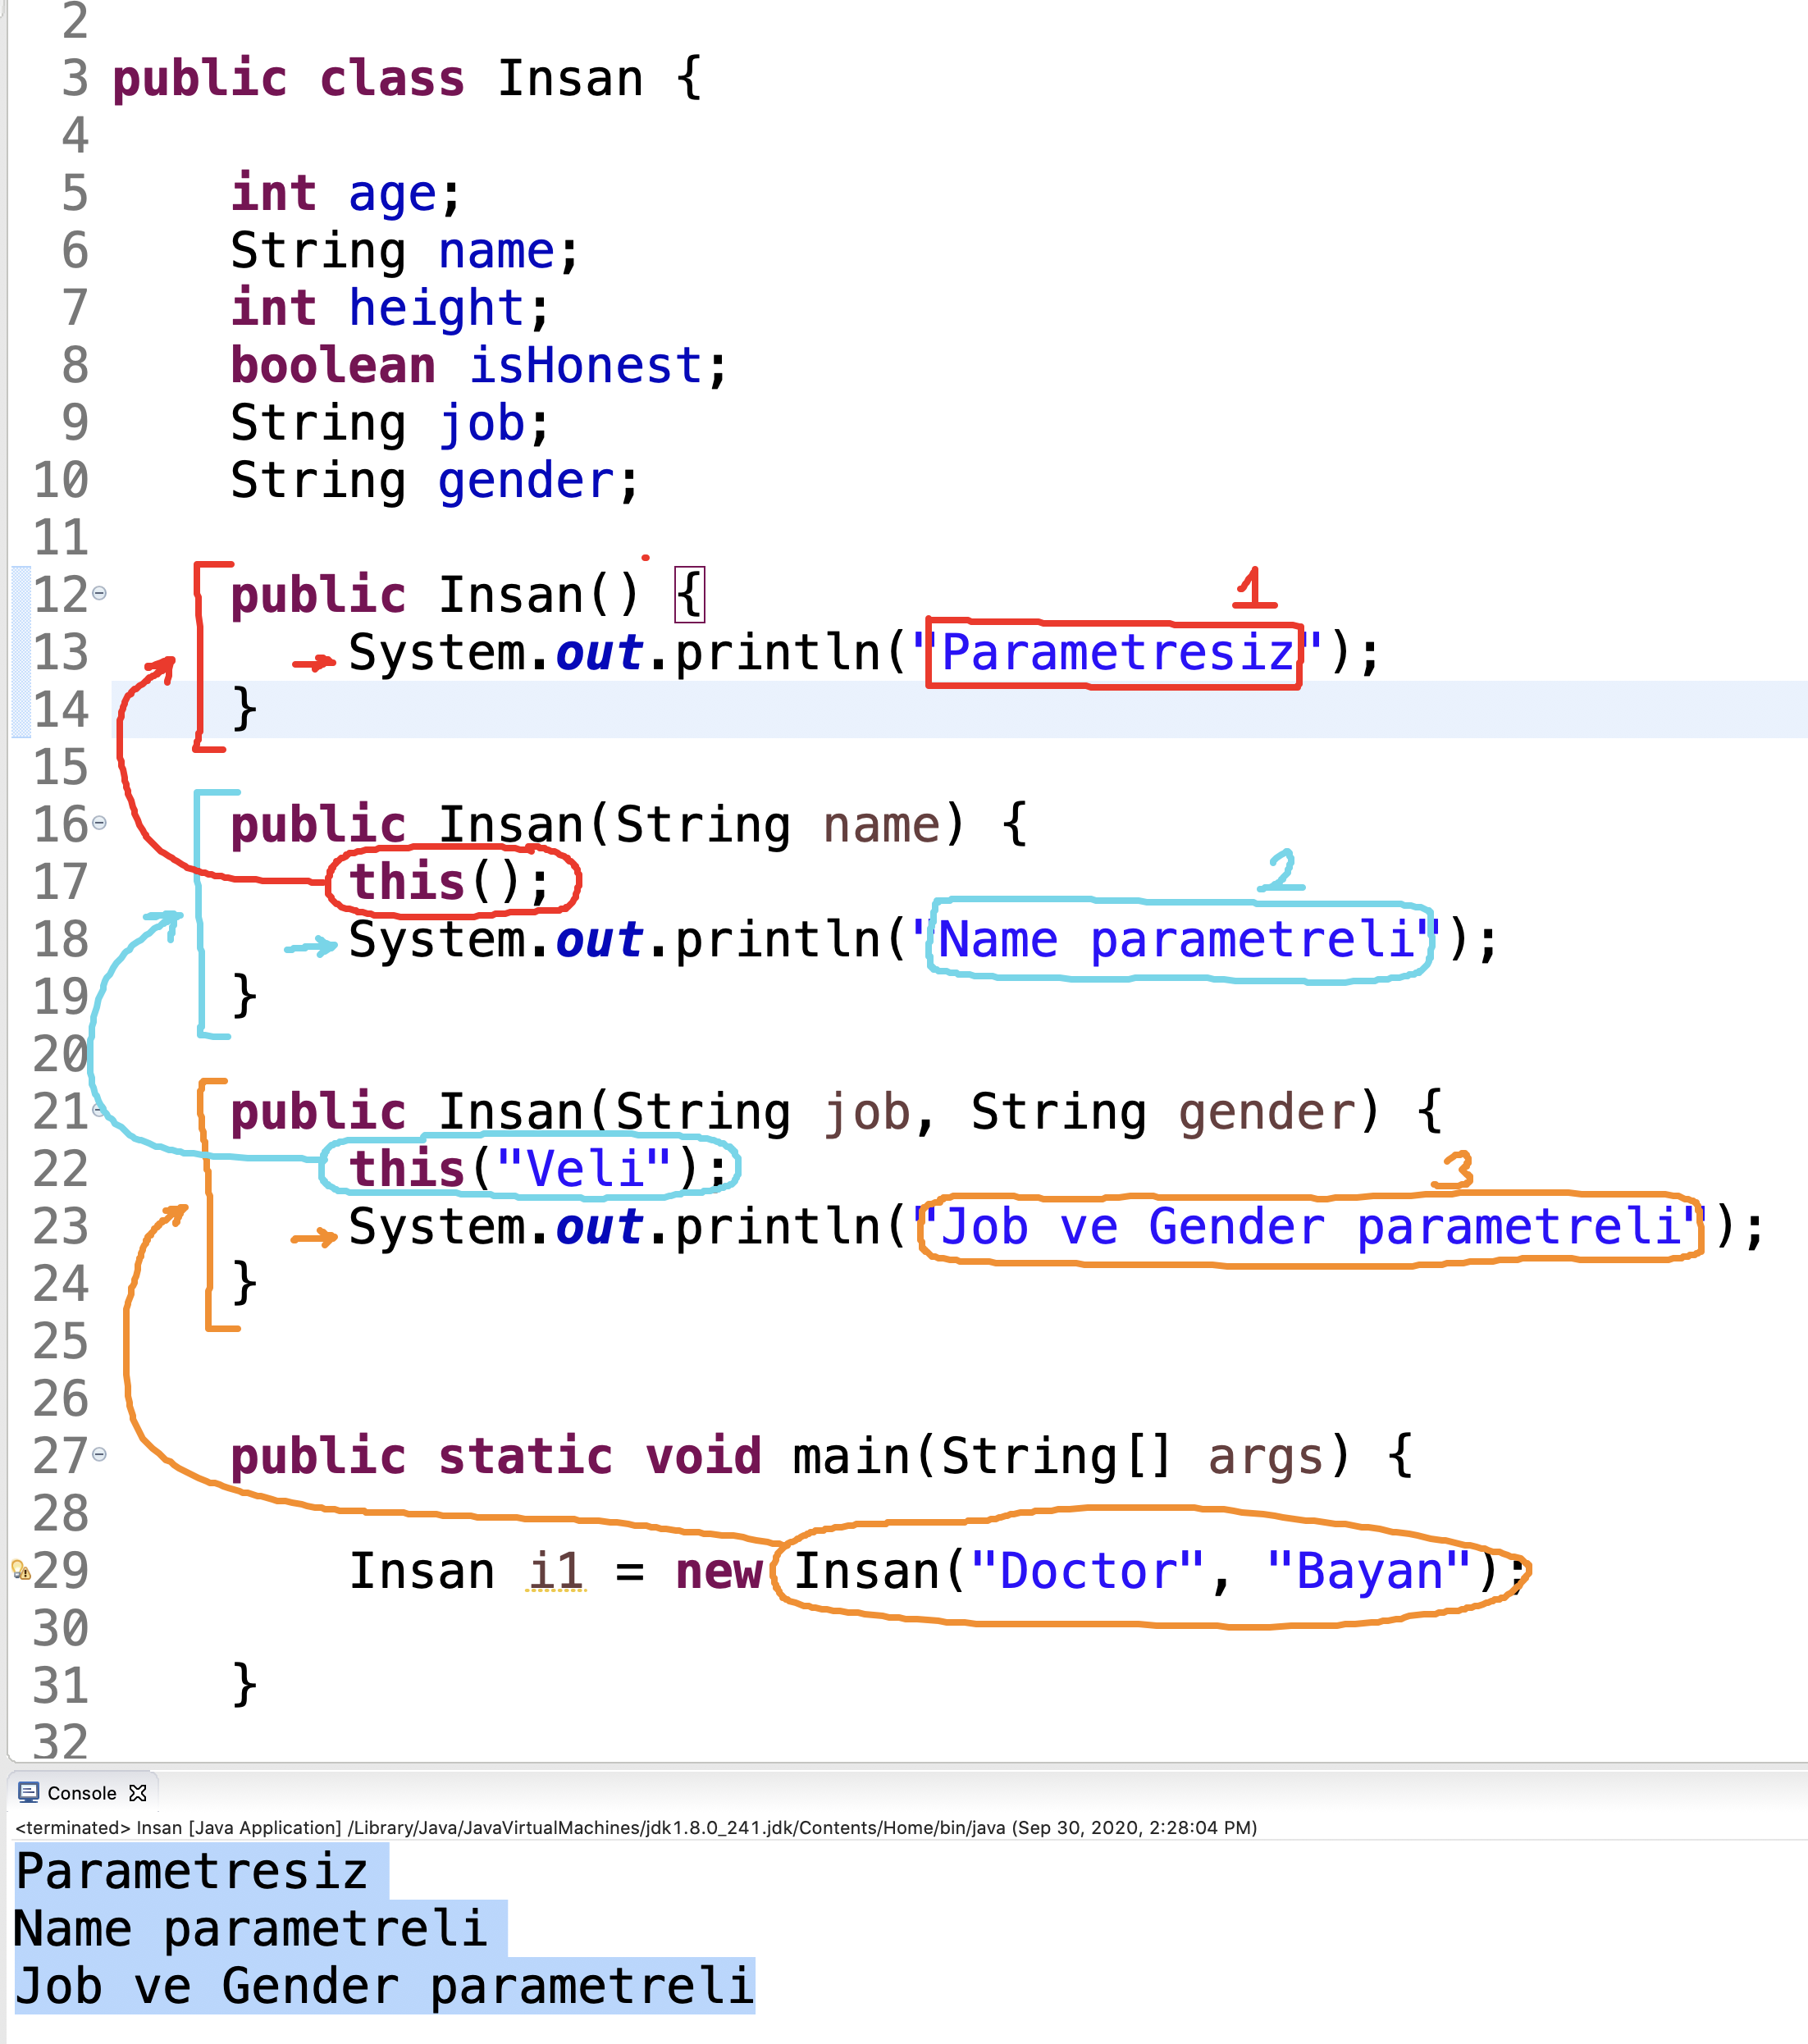 2
3 public class Insan {
4
5 int age;
6 String name;
7 int height;
8 boolean isHonest;
9 String job;
10 String gender;
11
12 public Insan() {
1
13 System.out.println("Parametresiz");
14 }
15
16 public Insan(String name) {
17 this();
2
18 System.out.println("Name parametreli");
19 }
20
21 public Insan(String job, String gender) {
22 this("Veli");
3
23 System.out.println("Job ve Gender parametreli");
24 }
25
26
27 public static void main(String[] args) {
28
29 Insan i1 = new Insan("Doctor", "Bayan");
30
31 }
32
Console
<terminated> Insan [Java Application] /Library/Java/JavaVirtualMachines/jdk1.8.0_241.jdk/Contents/Home/bin/java (Sep 30, 2020, 2:28:04 PM)
Parametresiz
Name parametreli
Job ve Gender parametreli